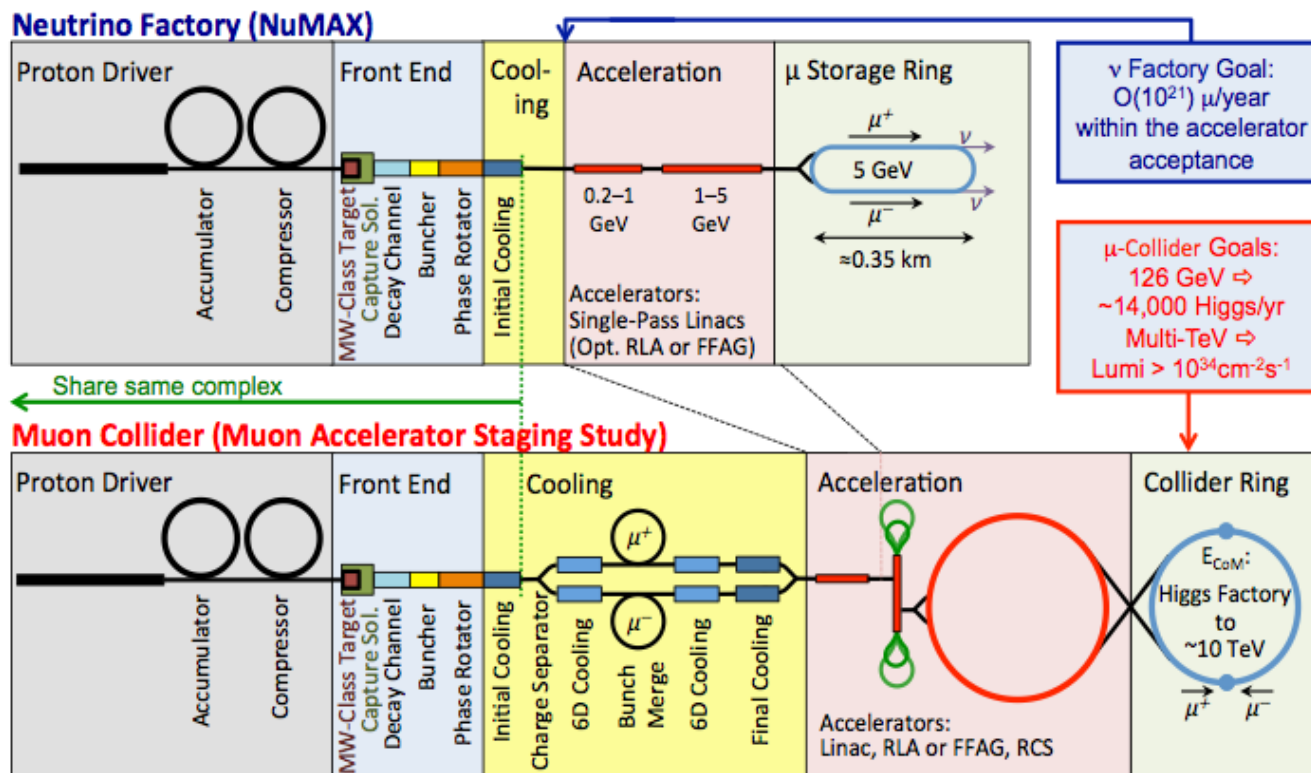 Neutrino Factory (NuMAX)
Proton Driver
Front End
Cool-
ing
Acceleration
μ Storage Ring
Accumulator
Compressor
MW-Class Target
Capture Sol.
Decay Channel
Buncher
Phase Rotator
Initial Cooling
0.2–1
GeV
1–5
GeV
Accelerators:
Single-Pass Linacs
(Opt. RLA or FFAG)
μ+
ν
5 GeV
μ−
ν
≈0.35 km
ν Factory Goal:
O(10²¹) μ/year
within the accelerator
acceptance
μ-Collider Goals:
126 GeV ⇨
~14,000 Higgs/yr
Multi-TeV ⇨
Lumi > 10³⁴cm⁻²s⁻¹
Share same complex
Muon Collider (Muon Accelerator Staging Study)
Proton Driver
Front End
Cooling
Acceleration
Collider Ring
Accumulator
Compressor
MW-Class Target
Capture Sol.
Decay Channel
Buncher
Phase Rotator
Initial Cooling
Charge Separator
6D Cooling
μ+
μ−
Bunch
Merge
6D Cooling
Final Cooling
Accelerators:
Linac, RLA or FFAG, RCS
E_CoM:
Higgs Factory
to
~10 TeV
μ+ μ−